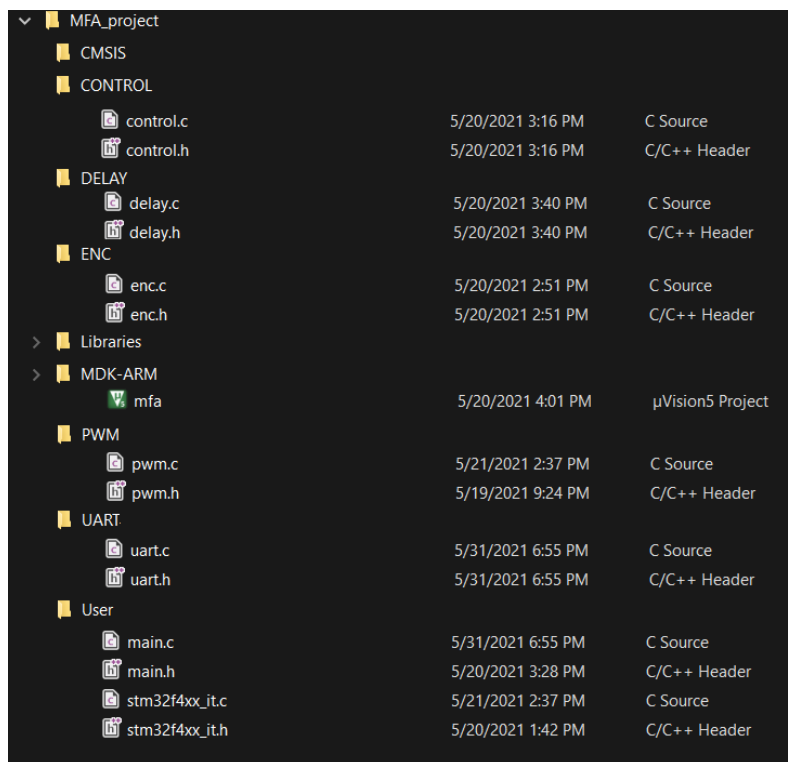 MFA_project
CMSIS
CONTROL
control.c 5/20/2021 3:16 PM C Source
control.h 5/20/2021 3:16 PM C/C++ Header
DELAY
delay.c 5/20/2021 3:40 PM C Source
delay.h 5/20/2021 3:40 PM C/C++ Header
ENC
enc.c 5/20/2021 2:51 PM C Source
enc.h 5/20/2021 2:51 PM C/C++ Header
Libraries
MDK-ARM
mfa 5/20/2021 4:01 PM µVision5 Project
PWM
pwm.c 5/21/2021 2:37 PM C Source
pwm.h 5/19/2021 9:24 PM C/C++ Header
UART
uart.c 5/31/2021 6:55 PM C Source
uart.h 5/31/2021 6:55 PM C/C++ Header
User
main.c 5/31/2021 6:55 PM C Source
main.h 5/20/2021 3:28 PM C/C++ Header
stm32f4xx_it.c 5/21/2021 2:37 PM C Source
stm32f4xx_it.h 5/20/2021 1:42 PM C/C++ Header